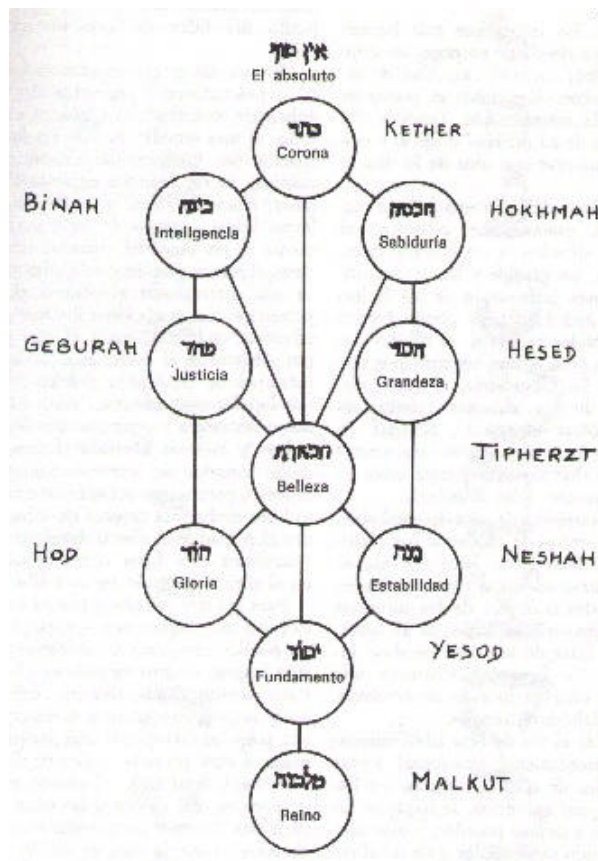 אין סוף
El absoluto
כתר
Corona
KETHER
BINAH
בינה
Inteligencia
חכמה
Sabiduría
HOKHMAH
GEBURAH
פחד
Justicia
חסד
Grandeza
HESED
תפארת
Belleza
TIPHERZT
HOD
הוד
Gloria
נצח
Estabilidad
NESHAH
יסוד
Fundamento
YESOD
מלכות
Reino
MALKUT